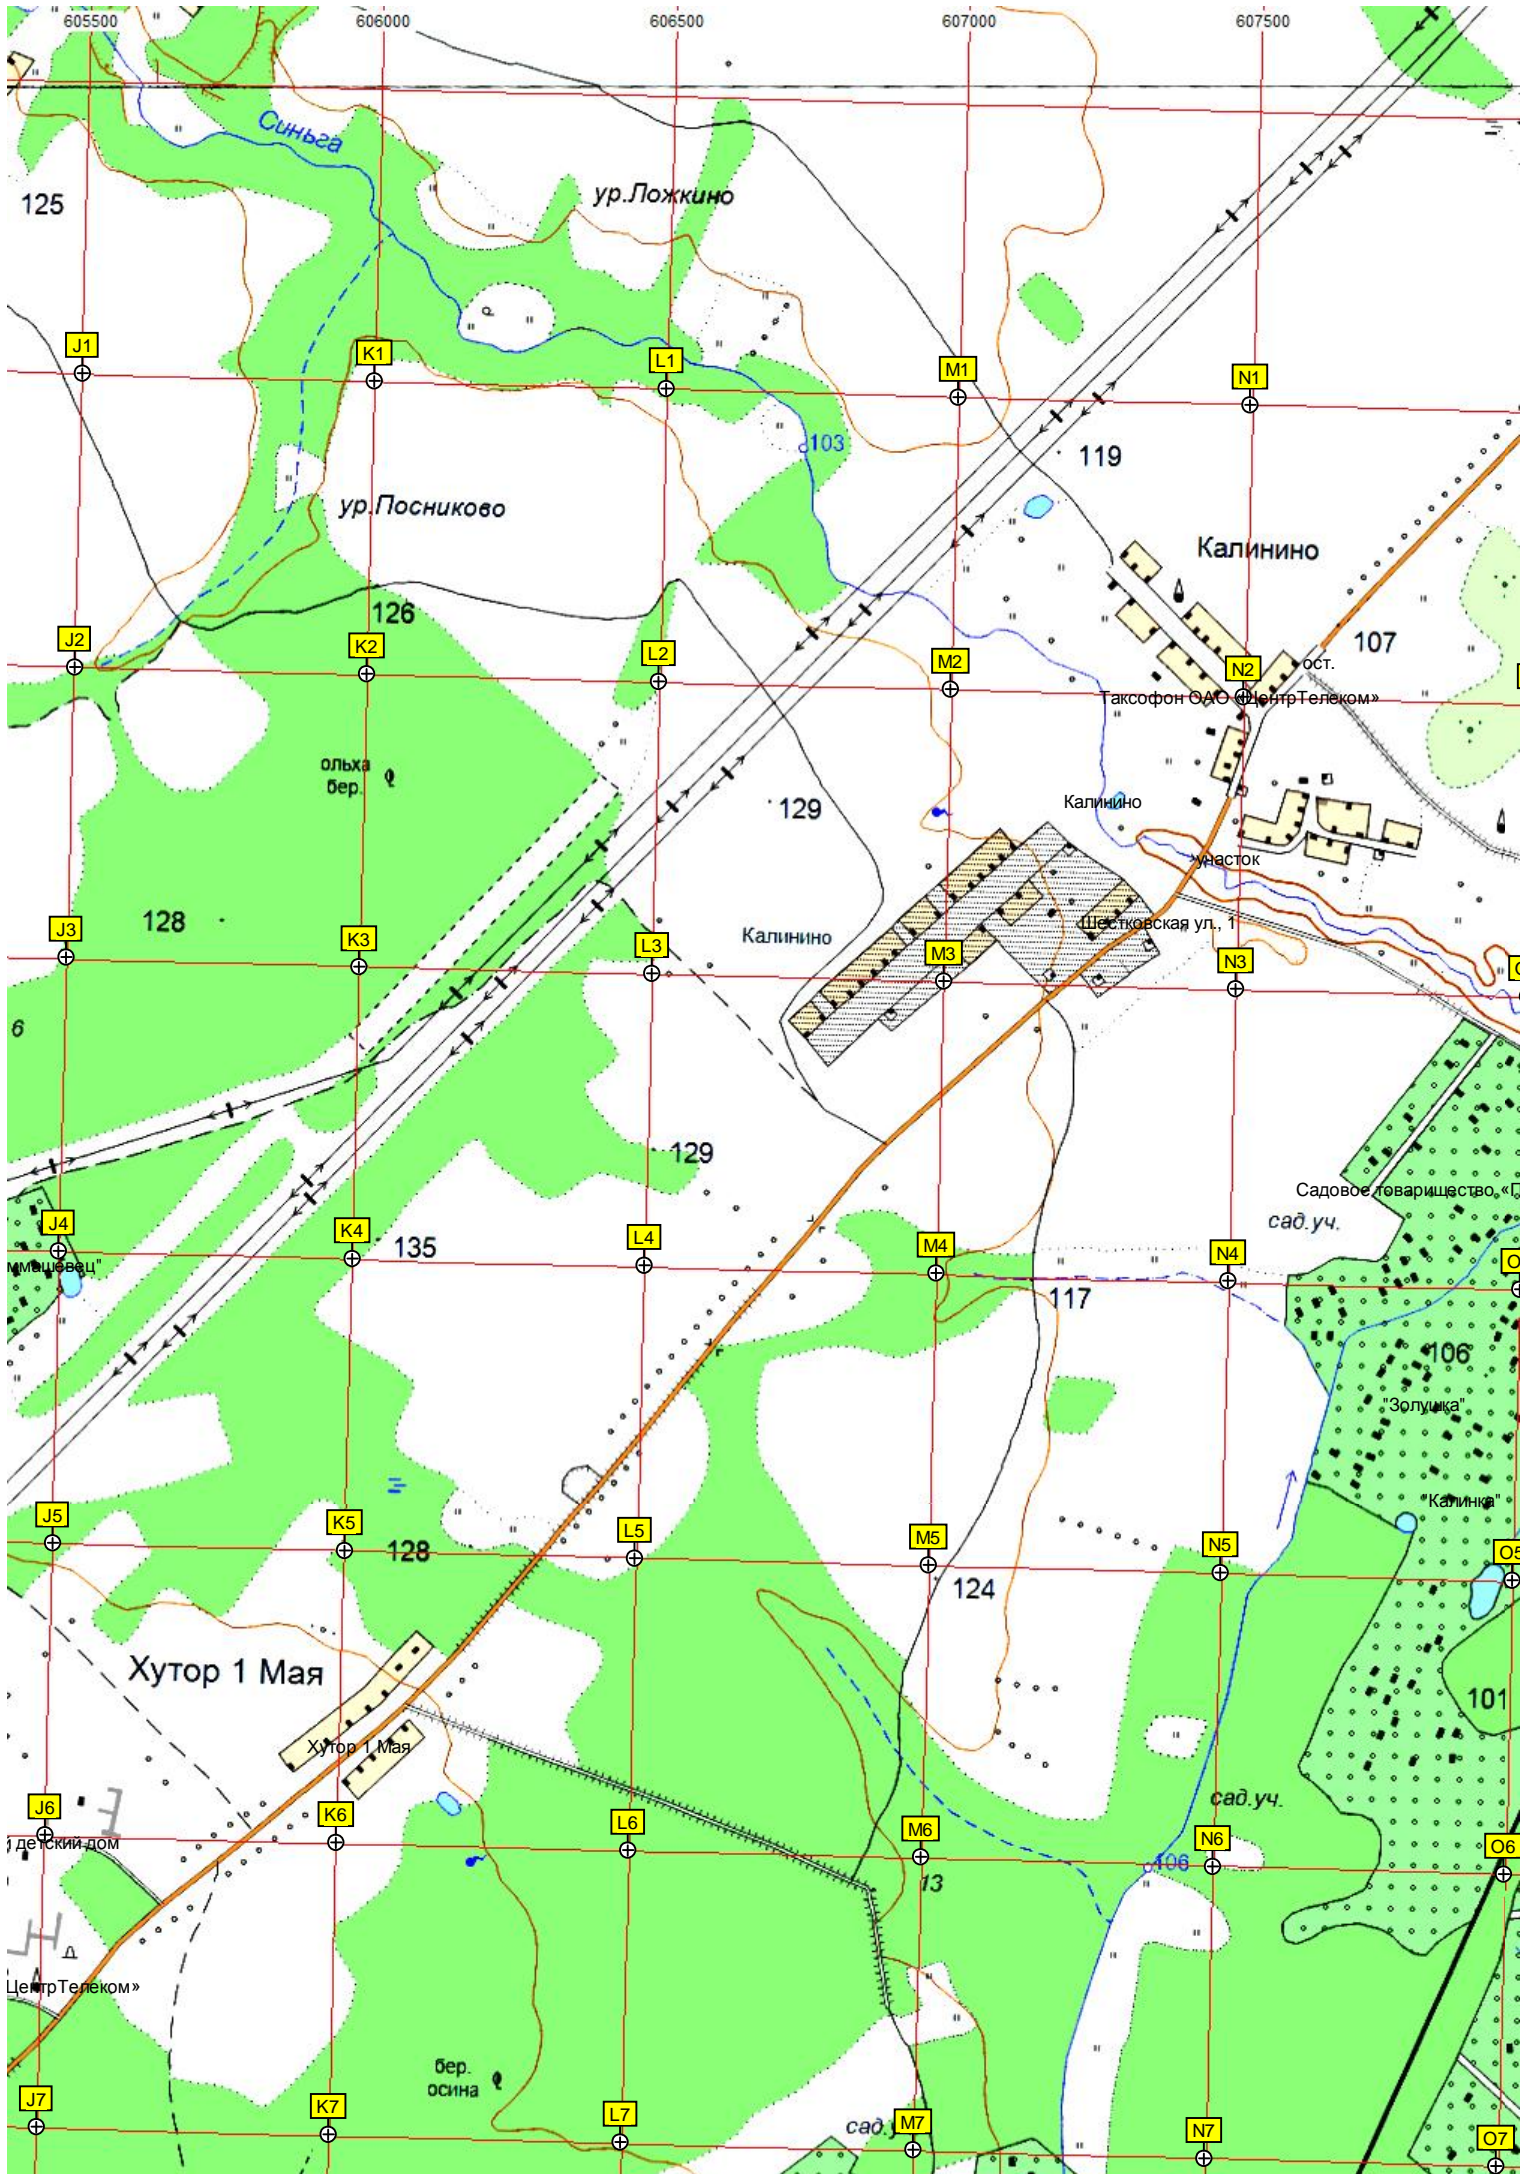 605500 606000 606500 607000 607500
Синьга
ур.Ложкино
125
J1 K1 L1 M1 N1
103
119
ур.Посниково
Калинино
126
107
J2 K2 L2 M2 N2
ост.
Таксофон ОАО «ЦентрТелеком»
ольха
бер.
129
Калинино
участок
128
Шестковская ул., 1
Калинино
J3 K3 L3 M3 N3
6
129
Садовое товарищество «П
сад.уч.
J4 K4 L4 M4 N4 O
135
ммашевец"
117
106
"Золушка"
"Калинка"
J5 K5 L5 M5 N5 O5
128
124
Хутор 1 Мая
101
Хутор 1 Мая
сад.уч.
J6 K6 L6 M6 N6 O6
й детский дом
106
13
ЦентрТелеком»
бер.
осина
J7 K7 L7 M7 N7 O7
сад.у